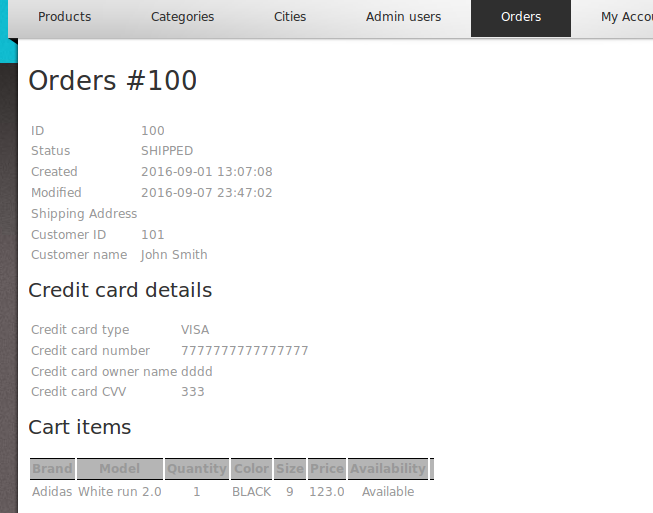 Products Categories Cities Admin users Orders My Accou
Orders #100
ID 100
Status SHIPPED
Created 2016-09-01 13:07:08
Modified 2016-09-07 23:47:02
Shipping Address
Customer ID 101
Customer name John Smith
Credit card details
Credit card type VISA
Credit card number 7777777777777777
Credit card owner name dddd
Credit card CVV 333
Cart items
Brand Model Quantity Color Size Price Availability
Adidas White run 2.0 1 BLACK 9 123.0 Available